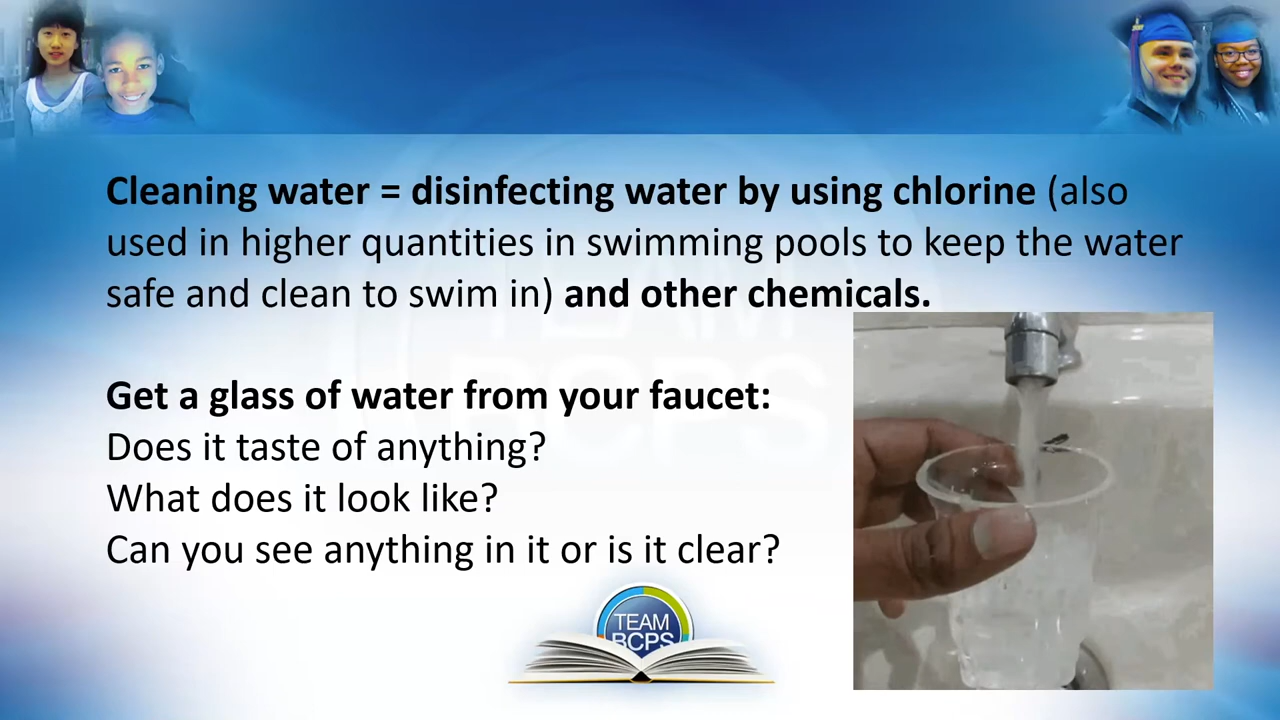 Cleaning water = disinfecting water by using chlorine (also
used in higher quantities in swimming pools to keep the water
safe and clean to swim in) and other chemicals.
Get a glass of water from your faucet:
Does it taste of anything?
What does it look like?
Can you see anything in it or is it clear?
TEAM
BCPS
TEAM
BCPS